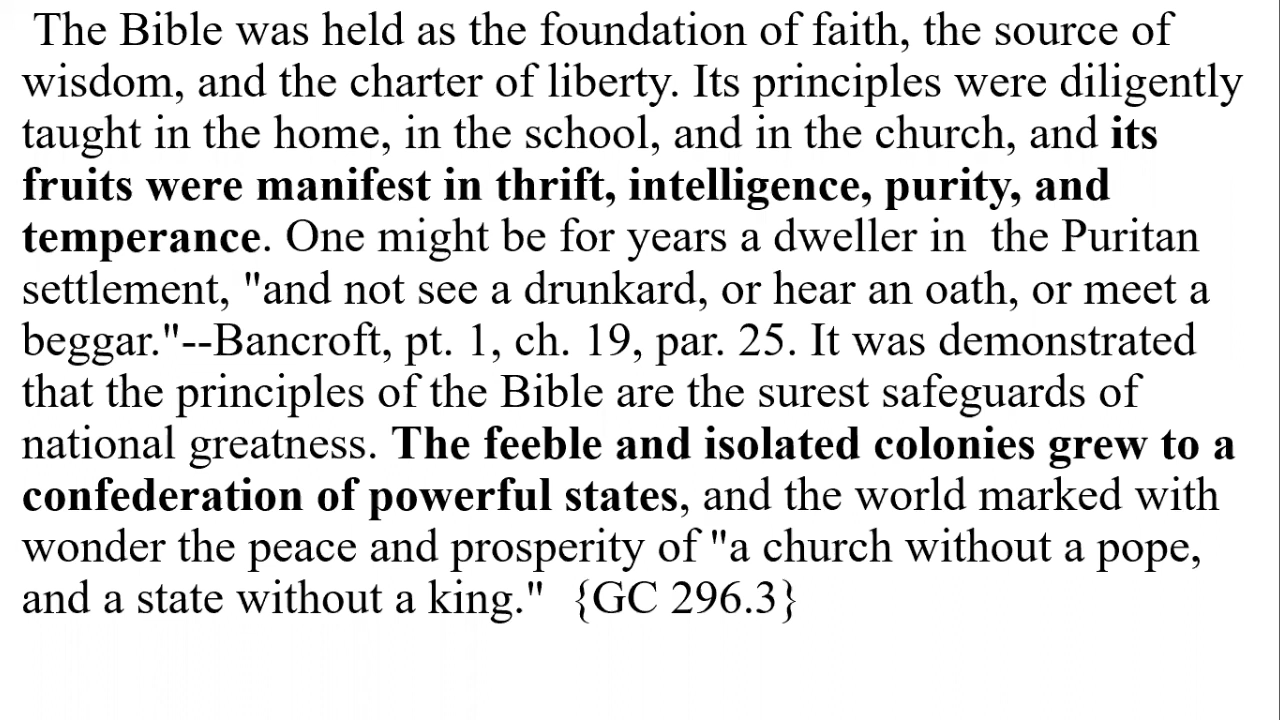 The Bible was held as the foundation of faith, the source of
wisdom, and the charter of liberty. Its principles were diligently
taught in the home, in the school, and in the church, and its
fruits were manifest in thrift, intelligence, purity, and
temperance. One might be for years a dweller in  the Puritan
settlement, "and not see a drunkard, or hear an oath, or meet a
beggar."--Bancroft, pt. 1, ch. 19, par. 25. It was demonstrated
that the principles of the Bible are the surest safeguards of
national greatness. The feeble and isolated colonies grew to a
confederation of powerful states, and the world marked with
wonder the peace and prosperity of "a church without a pope,
and a state without a king."  {GC 296.3}